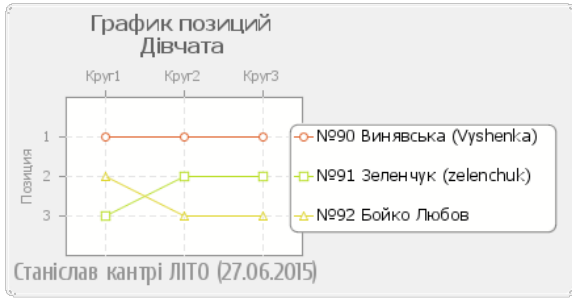 График позиций
Дівчата
Круг1 Круг2 Круг3
Позиция
1
2
3
№90 Винявська (Vyshenka)
№91 Зеленчук (zelenchuk)
№92 Бойко Любов
Станіслав кантрі ЛІТО (27.06.2015)